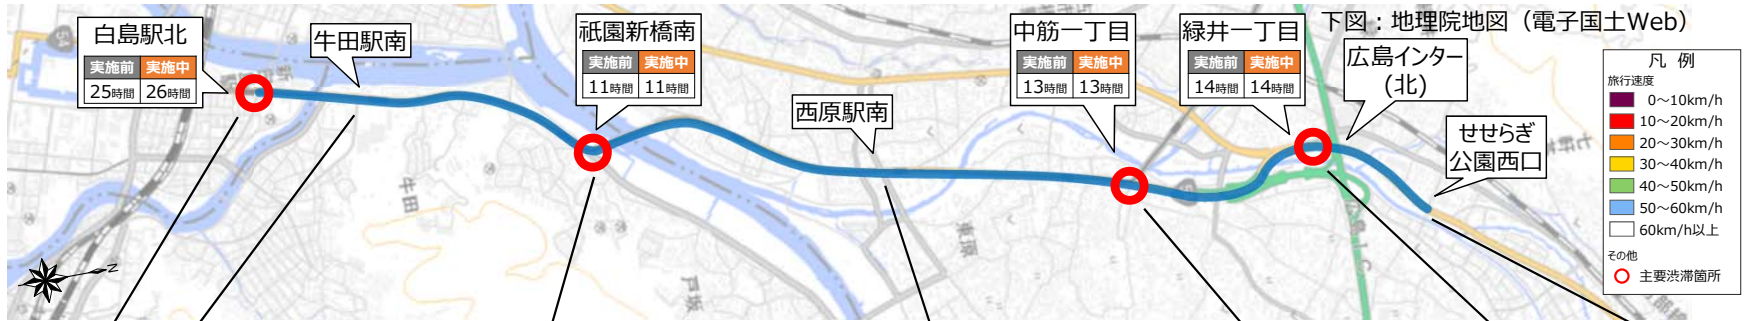 下図：地理院地図（電子国土Web）
白島駅北
実施前 実施中
25時間 26時間
牛田駅南
祇園新橋南
実施前 実施中
11時間 11時間
西原駅南
中筋一丁目
実施前 実施中
13時間 13時間
緑井一丁目
実施前 実施中
14時間 14時間
広島インター
(北)
せせらぎ
公園西口
凡 例
旅行速度
0～10km/h
10～20km/h
20～30km/h
30～40km/h
40～50km/h
50～60km/h
60km/h以上
その他
主要渋滞箇所
54
牛田
戸坂
東原
N